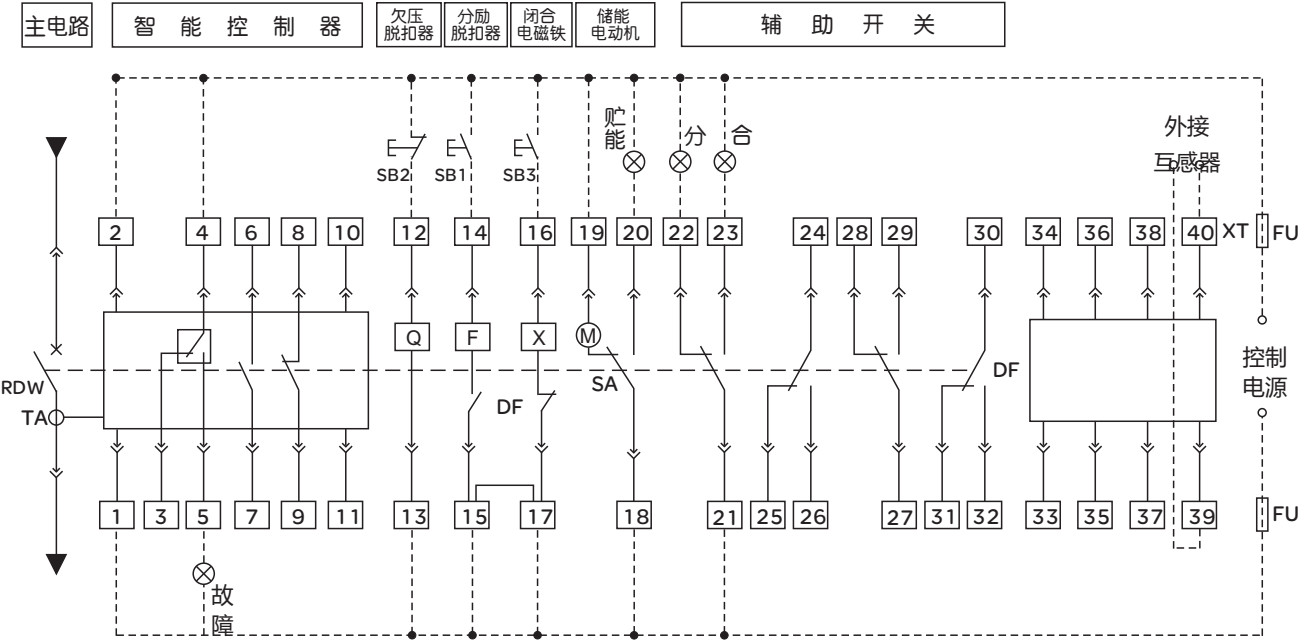 主电路 智能控制器 欠压 分励 闭合 储能 辅助开关
脱扣器 脱扣器 电磁铁 电动机
贮
能
分 合
外接
互感器
SB2 SB1 SB3
2 4 6 8 10 12 14 16 19 20 22 23 24 28 29 30 34 36 38 40 XT FU
Q F X M
控制
电源
RDW
SA
DF
DF
TA
1 3 5 7 9 11 13 15 17 18 21 25 26 27 31 32 33 35 37 39 FU
故
障